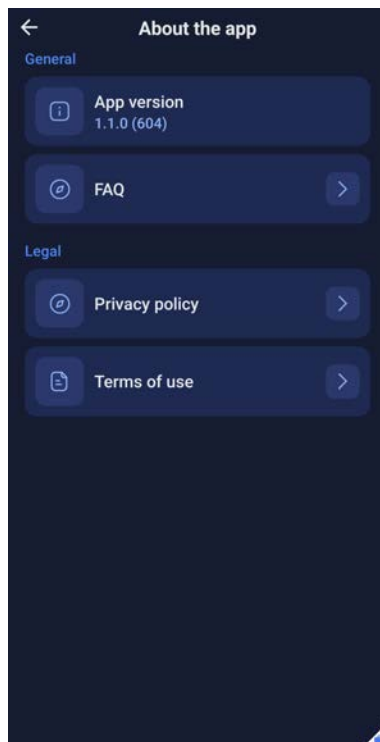 About the app
General
App version
1.1.0 (604)
FAQ
Legal
Privacy policy
Terms of use